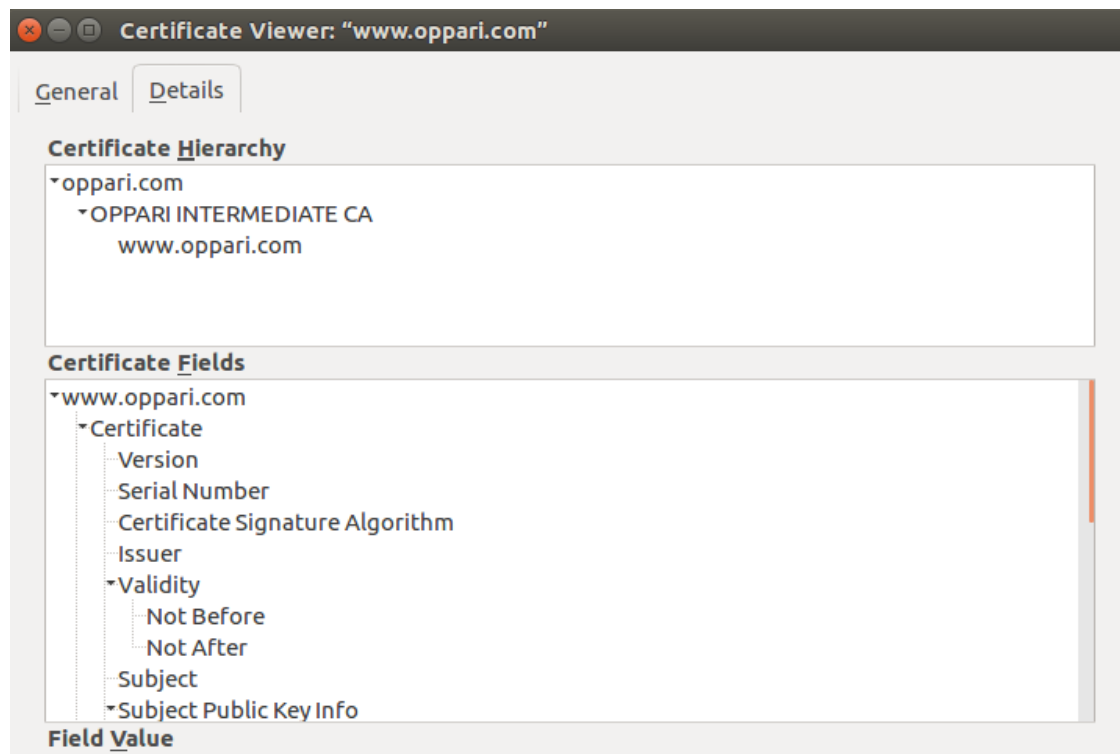 Certificate Viewer: “www.oppari.com”
General Details
Certificate Hierarchy
oppari.com
OPPARI INTERMEDIATE CA
www.oppari.com
Certificate Fields
www.oppari.com
Certificate
Version
Serial Number
Certificate Signature Algorithm
Issuer
Validity
Not Before
Not After
Subject
Subject Public Key Info
Field Value